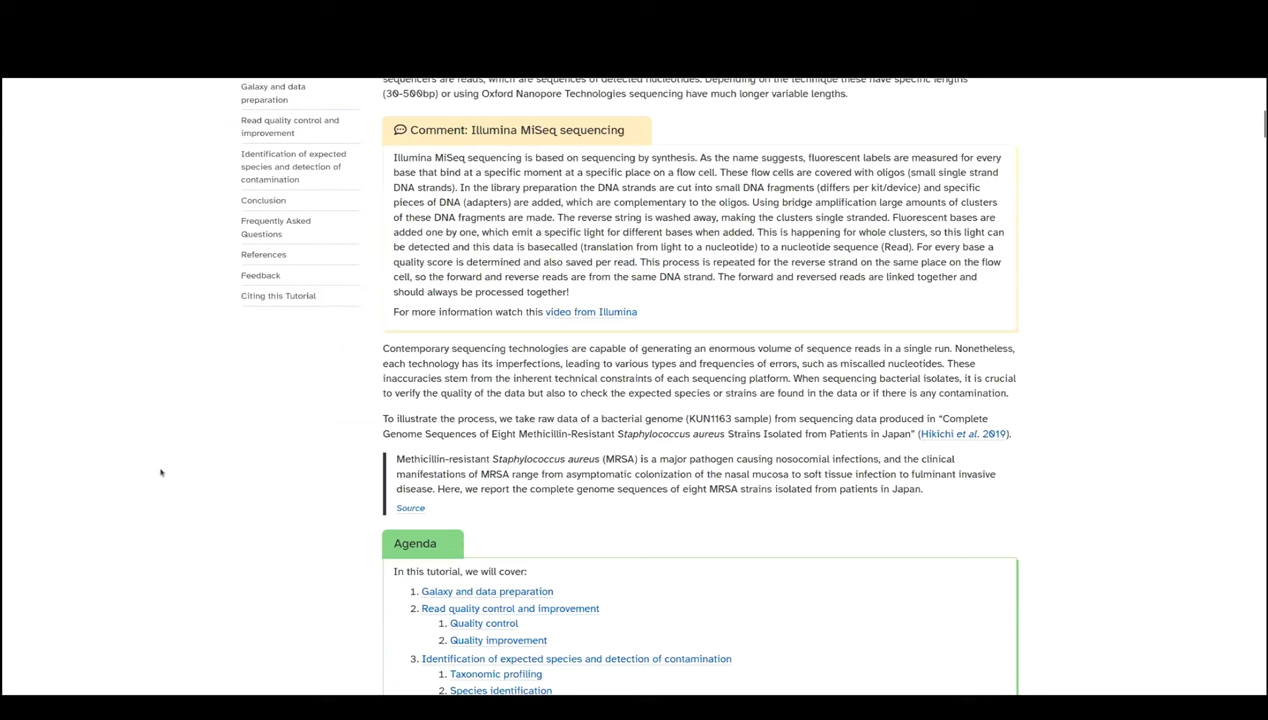 Galaxy and data
preparation
Read quality control and
improvement
Identification of expected
species and detection of
contamination
Conclusion
Frequently Asked
Questions
References
Feedback
Citing this Tutorial
sequencers are reads, which are sequences of detected nucleotides. Depending on the technique these have specific lengths
(30-500bp) or using Oxford Nanopore Technologies sequencing have much longer variable lengths.
Comment: Illumina MiSeq sequencing
Illumina MiSeq sequencing is based on sequencing by synthesis. As the name suggests, fluorescent labels are measured for every
base that bind at a specific moment at a specific place on a flow cell. These flow cells are covered with oligos (small single strand
DNA strands). In the library preparation the DNA strands are cut into small DNA fragments (differs per kit/device) and specific
pieces of DNA (adapters) are added, which are complementary to the oligos. Using bridge amplification large amounts of clusters
of these DNA fragments are made. The reverse string is washed away, making the clusters single stranded. Fluorescent bases are
added one by one, which emit a specific light for different bases when added. This is happening for whole clusters, so this light can
be detected and this data is basecalled (translation from light to a nucleotide) to a nucleotide sequence (Read). For every base a
quality score is determined and also saved per read. This process is repeated for the reverse strand on the same place on the flow
cell, so the forward and reverse reads are from the same DNA strand. The forward and reversed reads are linked together and
should always be processed together!
For more information watch this video from Illumina
Contemporary sequencing technologies are capable of generating an enormous volume of sequence reads in a single run. Nonetheless,
each technology has its imperfections, leading to various types and frequencies of errors, such as miscalled nucleotides. These
inaccuracies stem from the inherent technical constraints of each sequencing platform. When sequencing bacterial isolates, it is crucial
to verify the quality of the data but also to check the expected species or strains are found in the data or if there is any contamination.
To illustrate the process, we take raw data of a bacterial genome (KUN1163 sample) from sequencing data produced in “Complete
Genome Sequences of Eight Methicillin-Resistant Staphylococcus aureus Strains Isolated from Patients in Japan” (Hikichi et al. 2019).
Methicillin-resistant Staphylococcus aureus (MRSA) is a major pathogen causing nosocomial infections, and the clinical
manifestations of MRSA range from asymptomatic colonization of the nasal mucosa to soft tissue infection to fulminant invasive
disease. Here, we report the complete genome sequences of eight MRSA strains isolated from patients in Japan.
Source
Agenda
In this tutorial, we will cover:
1. Galaxy and data preparation
2. Read quality control and improvement
1. Quality control
2. Quality improvement
3. Identification of expected species and detection of contamination
1. Taxonomic profiling
2. Species identification